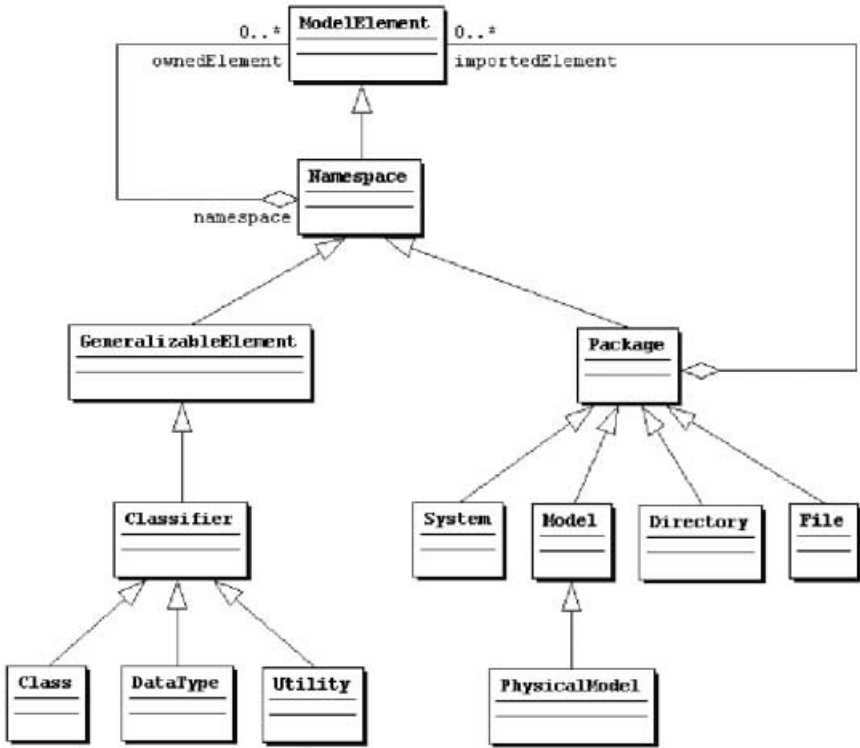 ModelElement
0..*
0..*
ownedElement
importedElement
Namespace
namespace
GeneralizableElement
Package
Classifier
System
Model
Directory
File
Class
DataType
Utility
PhysicalModel